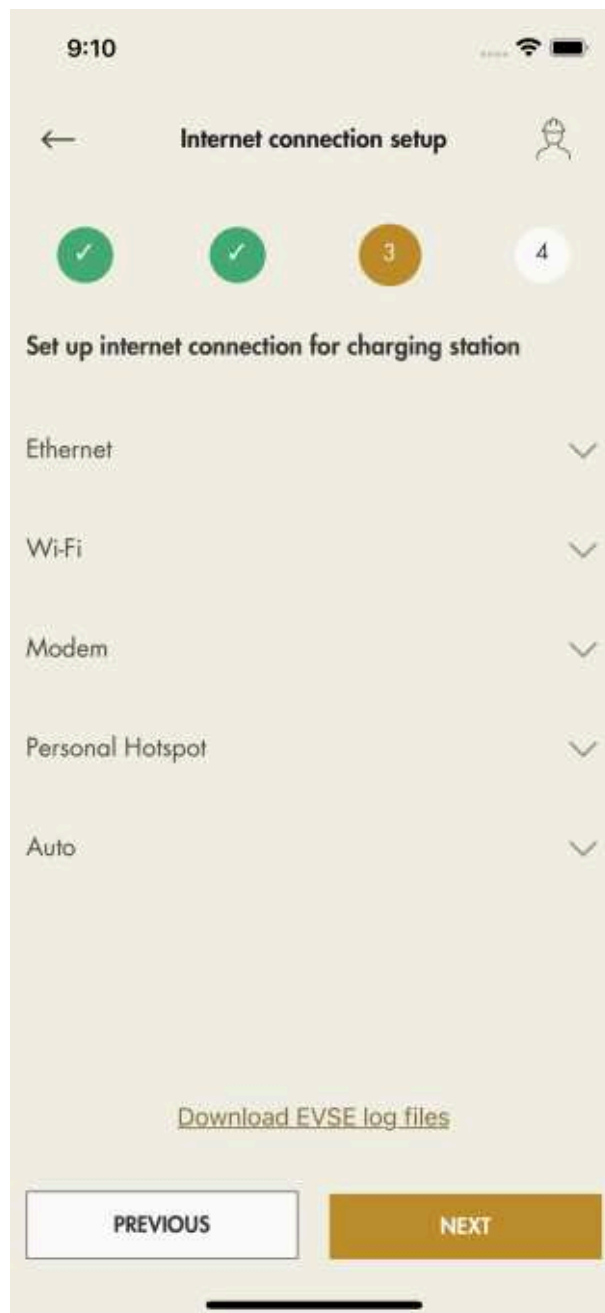 9:10
Internet connection setup
3
4
Set up internet connection for charging station
Ethernet
Wi-Fi
Modem
Personal Hotspot
Auto
Download EVSE log files
PREVIOUS
NEXT